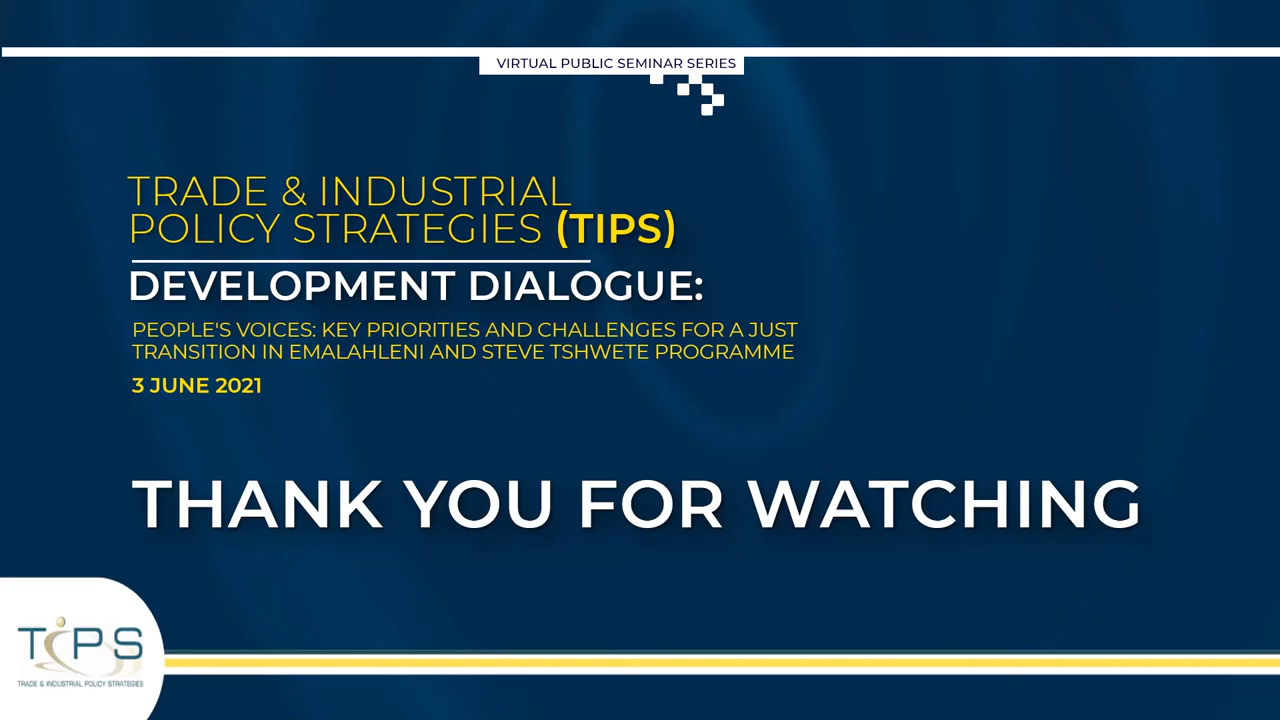 VIRTUAL PUBLIC SEMINAR SERIES
TRADE & INDUSTRIAL
POLICY STRATEGIES (TIPS)
DEVELOPMENT DIALOGUE:
PEOPLE'S VOICES: KEY PRIORITIES AND CHALLENGES FOR A JUST
TRANSITION IN EMALAHLENI AND STEVE TSHWETE PROGRAMME
3 JUNE 2021
THANK YOU FOR WATCHING
TiPS
TRADE & INDUSTRIAL POLICY STRATEGIES